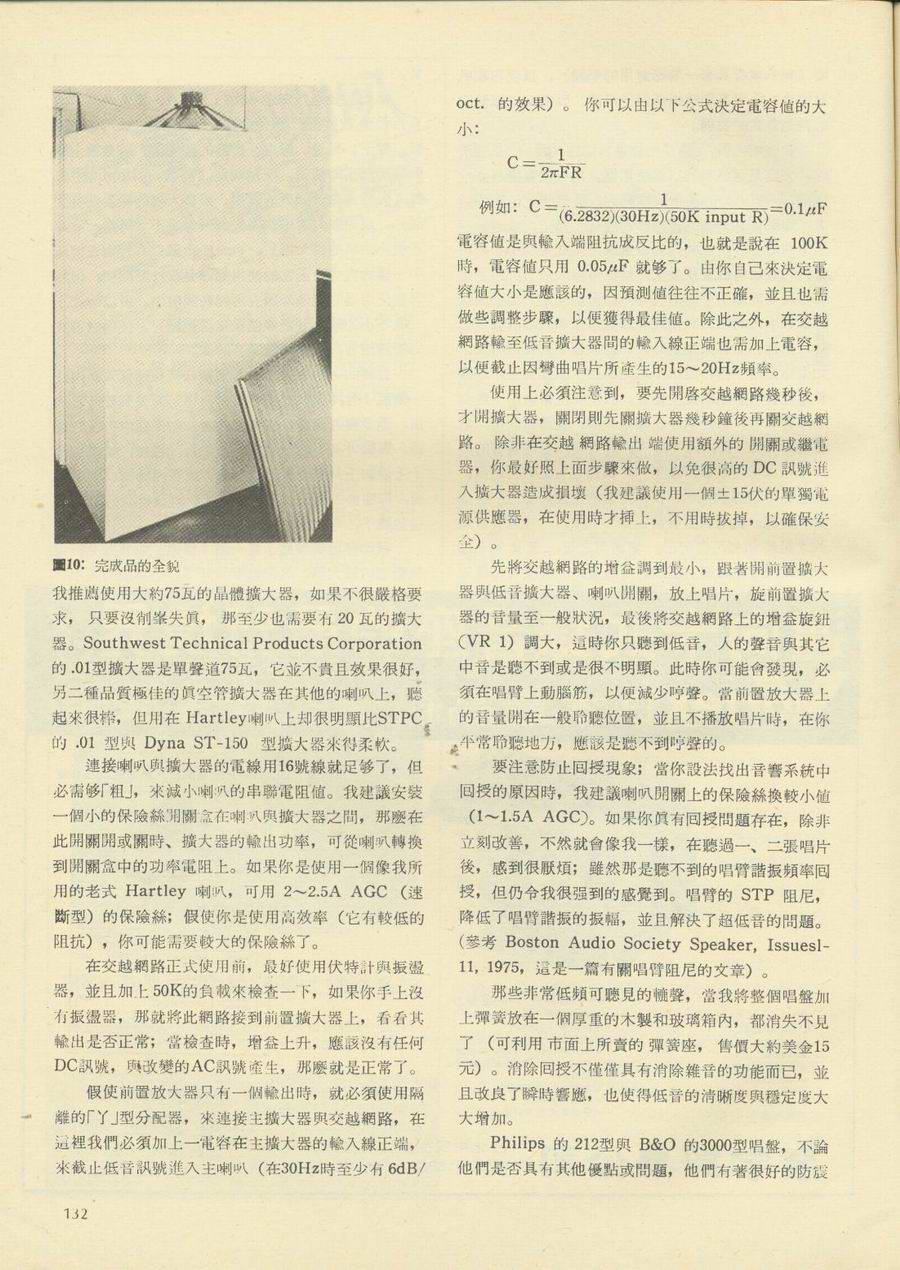 圖10：完成品的全貌
我推薦使用大約75瓦的晶體擴大器，如果不很嚴格要
求，只要沒削峯失眞，那至少也需要有 20 瓦的擴大
器。Southwest Technical Products Corporation
的 .01型擴大器是單聲道75瓦，它並不貴且效果很好，
另二種品質極佳的眞空管擴大器在其他的喇叭上，聽
起來很棒，但用在 Hartley喇叭上却很明顯比STPC
的 .01 型與 Dyna ST-150 型擴大器來得柔軟。
連接喇叭與擴大器的電線用16號線就足够了，但
必需够「粗」，來減小喇叭的串聯電阻値。我建議安裝
一個小的保險絲開關盒在喇叭與擴大器之間，那麽在
此開關開或關時、擴大器的輸出功率，可從喇叭轉換
到開關盒中的功率電阻上。如果你是使用一個像我所
用的老式 Hartley 喇叭，可用 2～2.5A AGC （速
斷型）的保險絲；假使你是使用高效率（它有較低的
阻抗），你可能需要較大的保險絲了。
在交越網路正式使用前，最好使用伏特計與振盪
器，並且加上 50K的負載來檢查一下，如果你手上沒
有振盪器，那就將此網路接到前置擴大器上，看看其
輸出是否正常；當檢查時，增益上升，應該沒有任何
DC訊號，與改變的AC訊號產生，那麽就是正常了。
假使前置放大器只有一個輸出時，就必須使用隔
離的「丫」型分配器，來連接主擴大器與交越網路，在
這裡我們必須加上一電容在主擴大器的輸入線正端，
來截止低音訊號進入主喇叭（在30Hz時至少有 6dB/
oct. 的效果）。你可以由以下公式決定電容値的大
小：
C＝1/2πFR
例如：C＝1/(6.2832)(30Hz)(50K input R)＝0.1μF
電容値是與輸入端阻抗成反比的，也就是說在 100K
時，電容値只用 0.05μF 就够了。由你自己來決定電
容値大小是應該的，因預測値往往不正確，並且也需
做些調整步驟，以便獲得最佳値。除此之外，在交越
網路輸至低音擴大器間的輸入線正端也需加上電容，
以便截止因彎曲唱片所產生的15～20Hz頻率。
使用上必須注意到，要先開啓交越網路幾秒後，
才開擴大器，關閉則先關擴大器幾秒鐘後再關交越網
路。除非在交越 網路輸出 端使用額外的 開關或繼電
器，你最好照上面步驟來做，以免很高的 DC 訊號進
入擴大器造成損壞（我建議使用一個±15伏的單獨電
源供應器，在使用時才挿上，不用時拔掉，以確保安
全）。
先將交越網路的增益調到最小，跟著開前置擴大
器與低音擴大器、喇叭開關，放上唱片，旋前置擴大
器的音量至一般狀況，最後將交越網路上的增益旋鈕
（VR 1）調大，這時你只聽到低音，人的聲音與其它
中音是聽不到或是很不明顯。此時你可能會發現，必
須在唱臂上動腦筋，以便減少哼聲。當前置放大器上
的音量開在一般聆聽位置，並且不播放唱片時，在你
平常聆聽地方，應該是聽不到哼聲的。
要注意防止囘授現象；當你設法找出音響系統中
囘授的原因時，我建議喇叭開關上的保險絲換較小値
（1～1.5A AGC）。如果你眞有囘授問題存在，除非
立刻改善，不然就會像我一樣，在聽過一、二張唱片
後，感到很厭煩；雖然那是聽不到的唱臂諧振頻率囘
授，但仍令我很强到的感覺到。唱臂的 STP 阻尼，
降低了唱臂諧振的振幅，並且解決了超低音的問題。
(參考 Boston Audio Society Speaker, Issuesl-
11, 1975，這是一篇有關唱臂阻尼的文章）。
那些非常低頻可聽見的轆聲，當我將整個唱盤加
上彈簧放在一個厚重的木製和玻璃箱內，都消失不見
了 （可利用 市面上所賣的 彈簧座， 售價大約美金15
元）。消除囘授不僅僅具有消除雜音的功能而已，並
且改良了瞬時響應，也使得低音的清晰度與穩定度大
大增加。
Philips 的 212型與 B&O 的3000型唱盤，不論
他們是否具有其他優點或問題，他們有著很好的防震
132